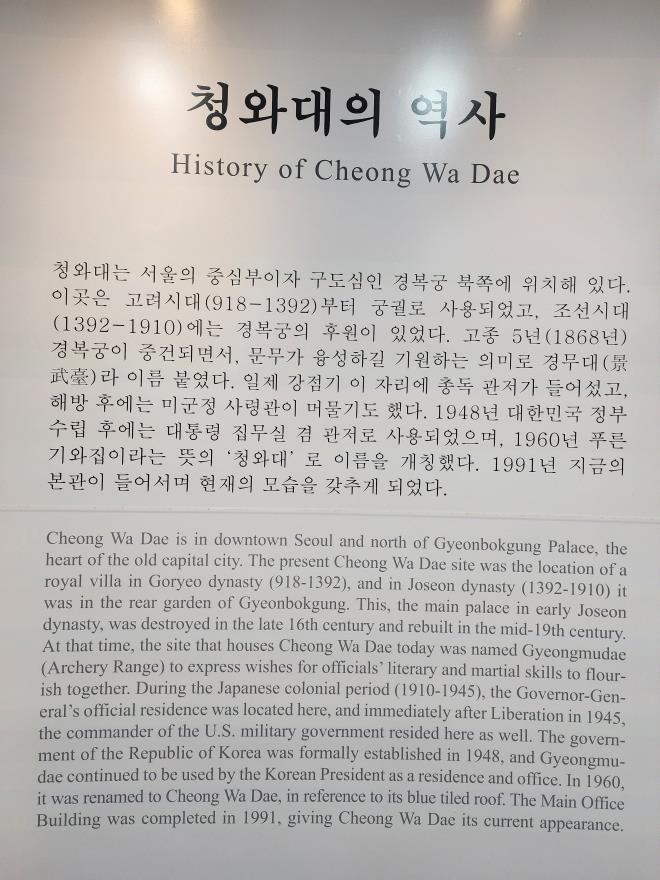 청와대의 역사
History of Cheong Wa Dae
청와대는 서울의 중심부이자 구도심인 경복궁 북쪽에 위치해 있다.
이곳은 고려시대(918-1392)부터 궁궐로 사용되었고, 조선시대
(1392-1910)에는 경복궁의 후원이 있었다. 고종 5년(1868년)
경복궁이 중건되면서, 문무가 융성하길 기원하는 의미로 경무대(景
武臺)라 이름 붙였다. 일제 강점기 이 자리에 총독 관저가 들어섰고,
해방 후에는 미군정 사령관이 머물기도 했다. 1948년 대한민국 정부
수립 후에는 대통령 집무실 겸 관저로 사용되었으며, 1960년 푸른
기와집이라는 뜻의 ‘청와대’ 로 이름을 개칭했다. 1991년 지금의
본관이 들어서며 현재의 모습을 갖추게 되었다.
Cheong Wa Dae is in downtown Seoul and north of Gyeonbokgung Palace, the
heart of the old capital city. The present Cheong Wa Dae site was the location of a
royal villa in Goryeo dynasty (918-1392), and in Joseon dynasty (1392-1910) it
was in the rear garden of Gyeonbokgung. This, the main palace in early Joseon
dynasty, was destroyed in the late 16th century and rebuilt in the mid-19th century.
At that time, the site that houses Cheong Wa Dae today was named Gyeongmudae
(Archery Range) to express wishes for officials’ literary and martial skills to flour-
ish together. During the Japanese colonial period (1910-1945), the Governor-Gen-
eral’s official residence was located here, and immediately after Liberation in 1945,
the commander of the U.S. military government resided here as well. The govern-
ment of the Republic of Korea was formally established in 1948, and Gyeongmu-
dae continued to be used by the Korean President as a residence and office. In 1960,
it was renamed to Cheong Wa Dae, in reference to its blue tiled roof. The Main Office
Building was completed in 1991, giving Cheong Wa Dae its current appearance.